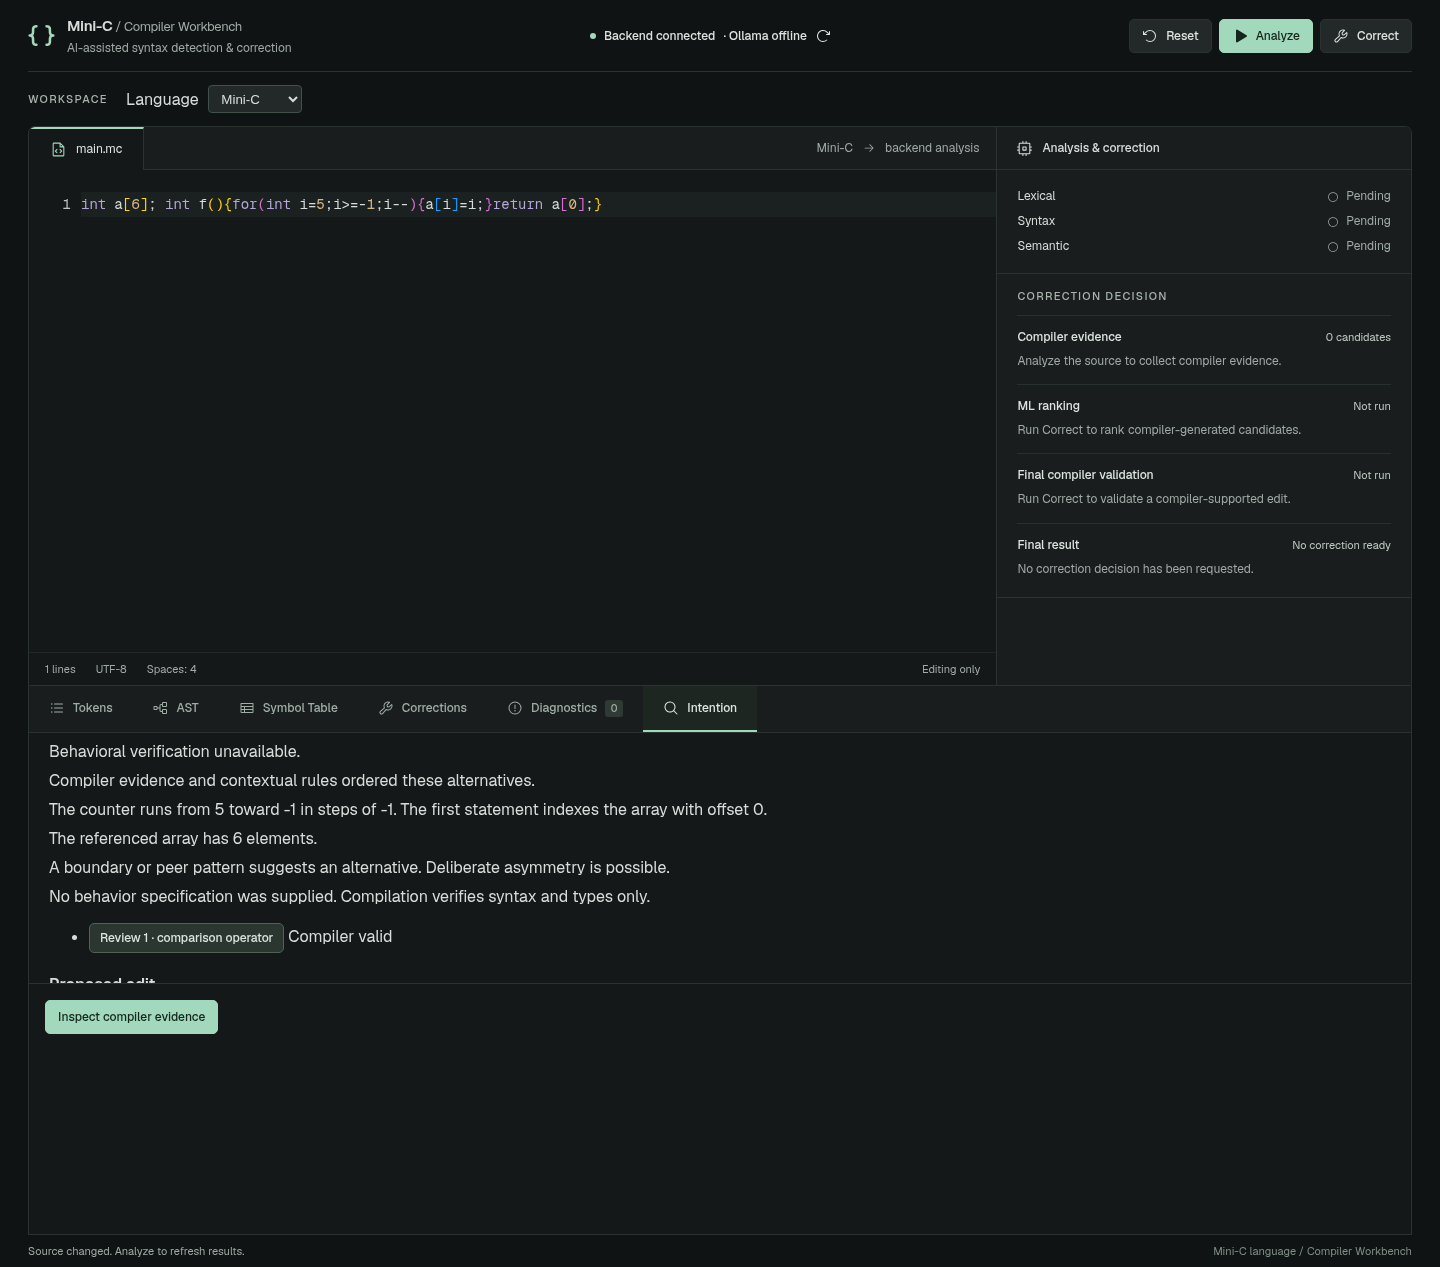 Mini-C / Compiler Workbench
AI-assisted syntax detection & correction
Backend connected · Ollama offline
Reset
Analyze
Correct
WORKSPACE
Language
Mini-C
main.mc
Mini-C → backend analysis
1 int a[6]; int f(){for(int i=5;i>=-1;i--){a[i]=i;}return a[0];}
1 lines
UTF-8
Spaces: 4
Editing only
Analysis & correction
Lexical Pending
Syntax Pending
Semantic Pending
CORRECTION DECISION
Compiler evidence 0 candidates
Analyze the source to collect compiler evidence.
ML ranking Not run
Run Correct to rank compiler-generated candidates.
Final compiler validation Not run
Run Correct to validate a compiler-supported edit.
Final result No correction ready
No correction decision has been requested.
Tokens
AST
Symbol Table
Corrections
Diagnostics 0
Intention
Behavioral verification unavailable.
Compiler evidence and contextual rules ordered these alternatives.
The counter runs from 5 toward -1 in steps of -1. The first statement indexes the array with offset 0.
The referenced array has 6 elements.
A boundary or peer pattern suggests an alternative. Deliberate asymmetry is possible.
No behavior specification was supplied. Compilation verifies syntax and types only.
• Review 1 · comparison operator Compiler valid
Proposed edit
Inspect compiler evidence
Source changed. Analyze to refresh results.
Mini-C language / Compiler Workbench